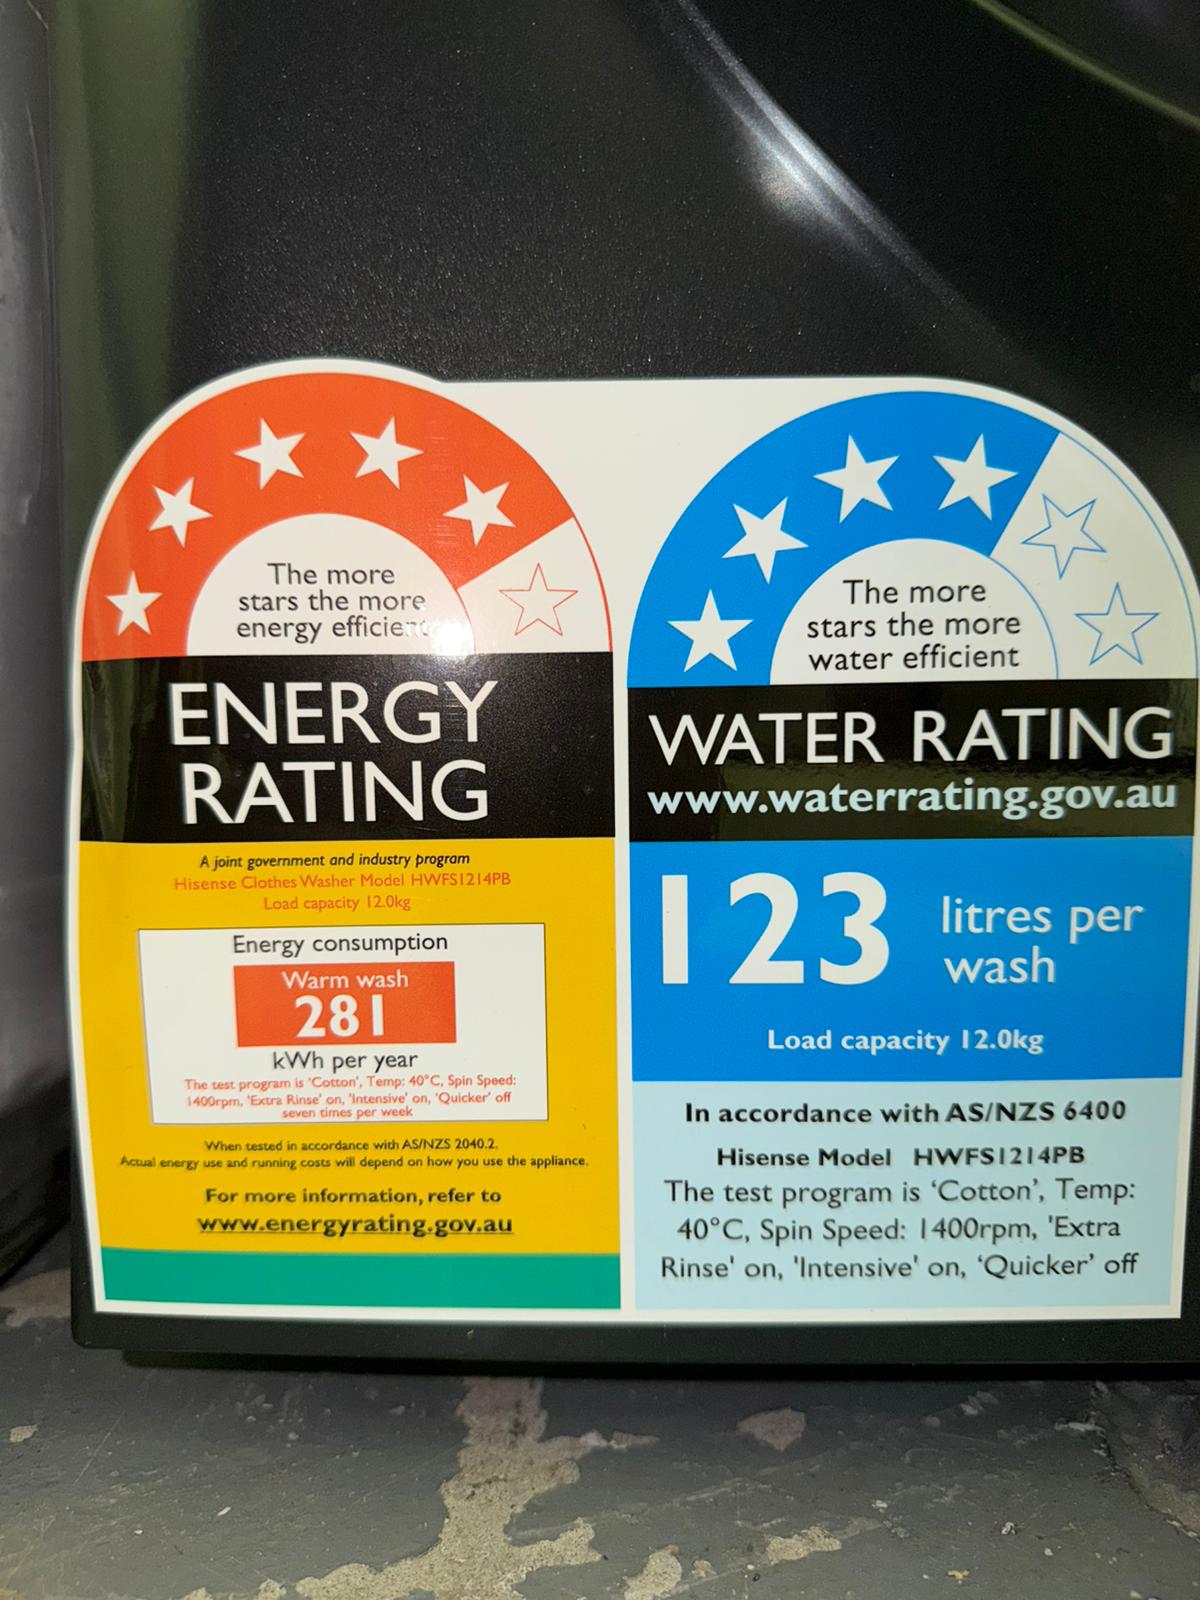 The more
stars the more
energy efficient
ENERGY
RATING
A joint government and industry program
Hisense Clothes Washer Model HWFS1214PB
Load capacity 12.0kg
Energy consumption
Warm wash
281
kWh per year
The test program is 'Cotton', Temp: 40°C, Spin Speed:
1400rpm, 'Extra Rinse' on, 'Intensive' on, 'Quicker' off
seven times per week
When tested in accordance with AS/NZS 2040.2.
Actual energy use and running costs will depend on how you use the appliance.
For more information, refer to
www.energyrating.gov.au
The more
stars the more
water efficient
WATER RATING
www.waterrating.gov.au
123 litres per
wash
Load capacity 12.0kg
In accordance with AS/NZS 6400
Hisense Model HWFS1214PB
The test program is ‘Cotton’, Temp:
40°C, Spin Speed: 1400rpm, 'Extra
Rinse' on, 'Intensive' on, ‘Quicker’ off